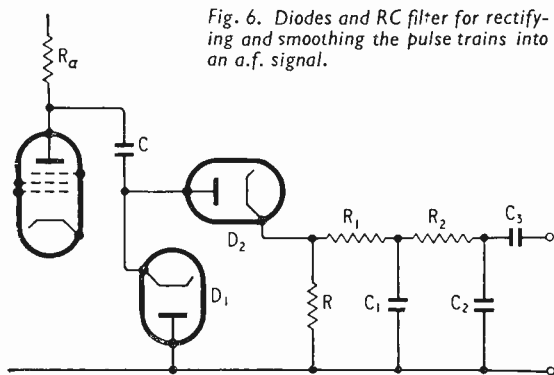 Fig. 6. Diodes and RC filter for rectify-
ing and smoothing the pulse trains into
an a.f. signal.
Ra
C
D2
R1
R2
C3
D1
R
C1
C2